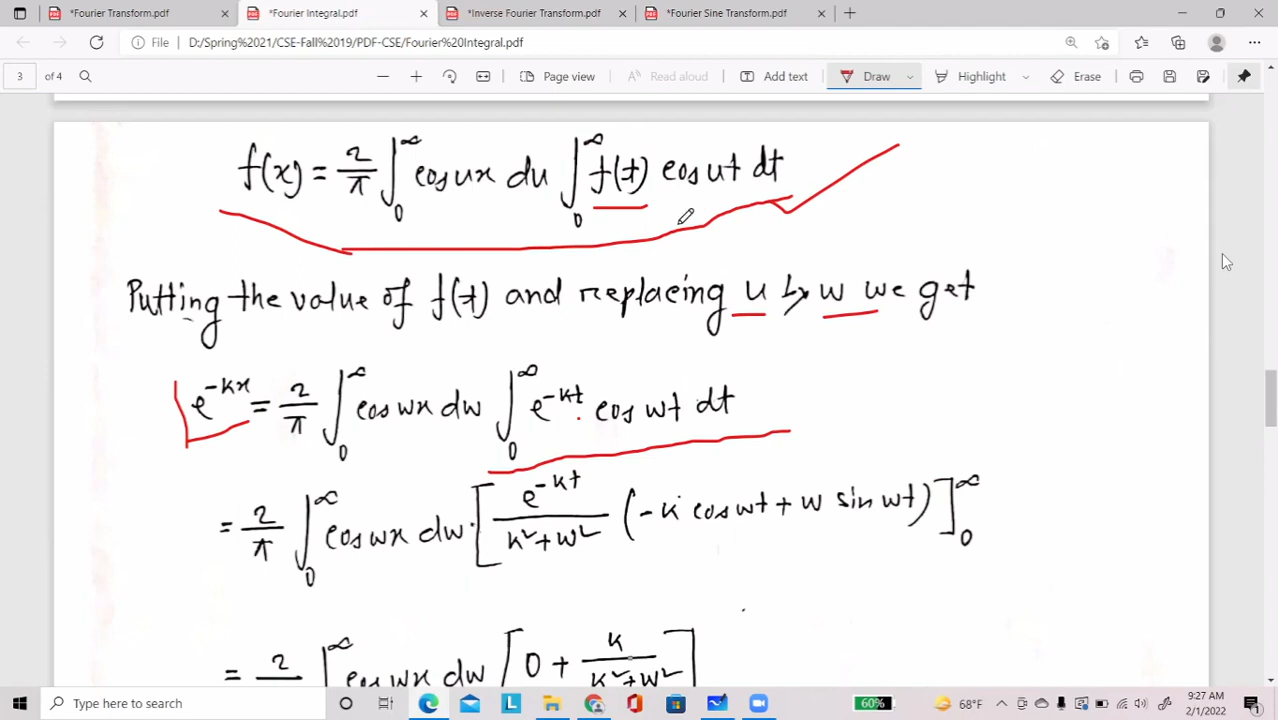 *Fourier Transform.pdf
*Fourier Integral.pdf
*Inverse Fourier Transform.pdf
*Fourier Sine Transform.pdf
File
D:/Spring%2021/CSE-Fall%2019/PDF-CSE/Fourier%20Integral.pdf
3 of 4
Page view
Read aloud
Add text
Draw
Highlight
Erase
f(x) = 2/π ∫₀^∞ cos ux du ∫₀^∞ f(t) cos ut dt
Putting the value of f(t) and replacing u by w we get
e^-kx = 2/π ∫₀^∞ cos wx dw ∫₀^∞ e^-kt . cos wt dt
= 2/π ∫₀^∞ cos wx dw . [e^-kt / k²+w² (-k cos wt + w sin wt)]₀^∞
= 2 ∫^∞ cos wx dw [0 + k / k²+w²]
Type here to search
60%
68°F
9:27 AM
2/1/2022